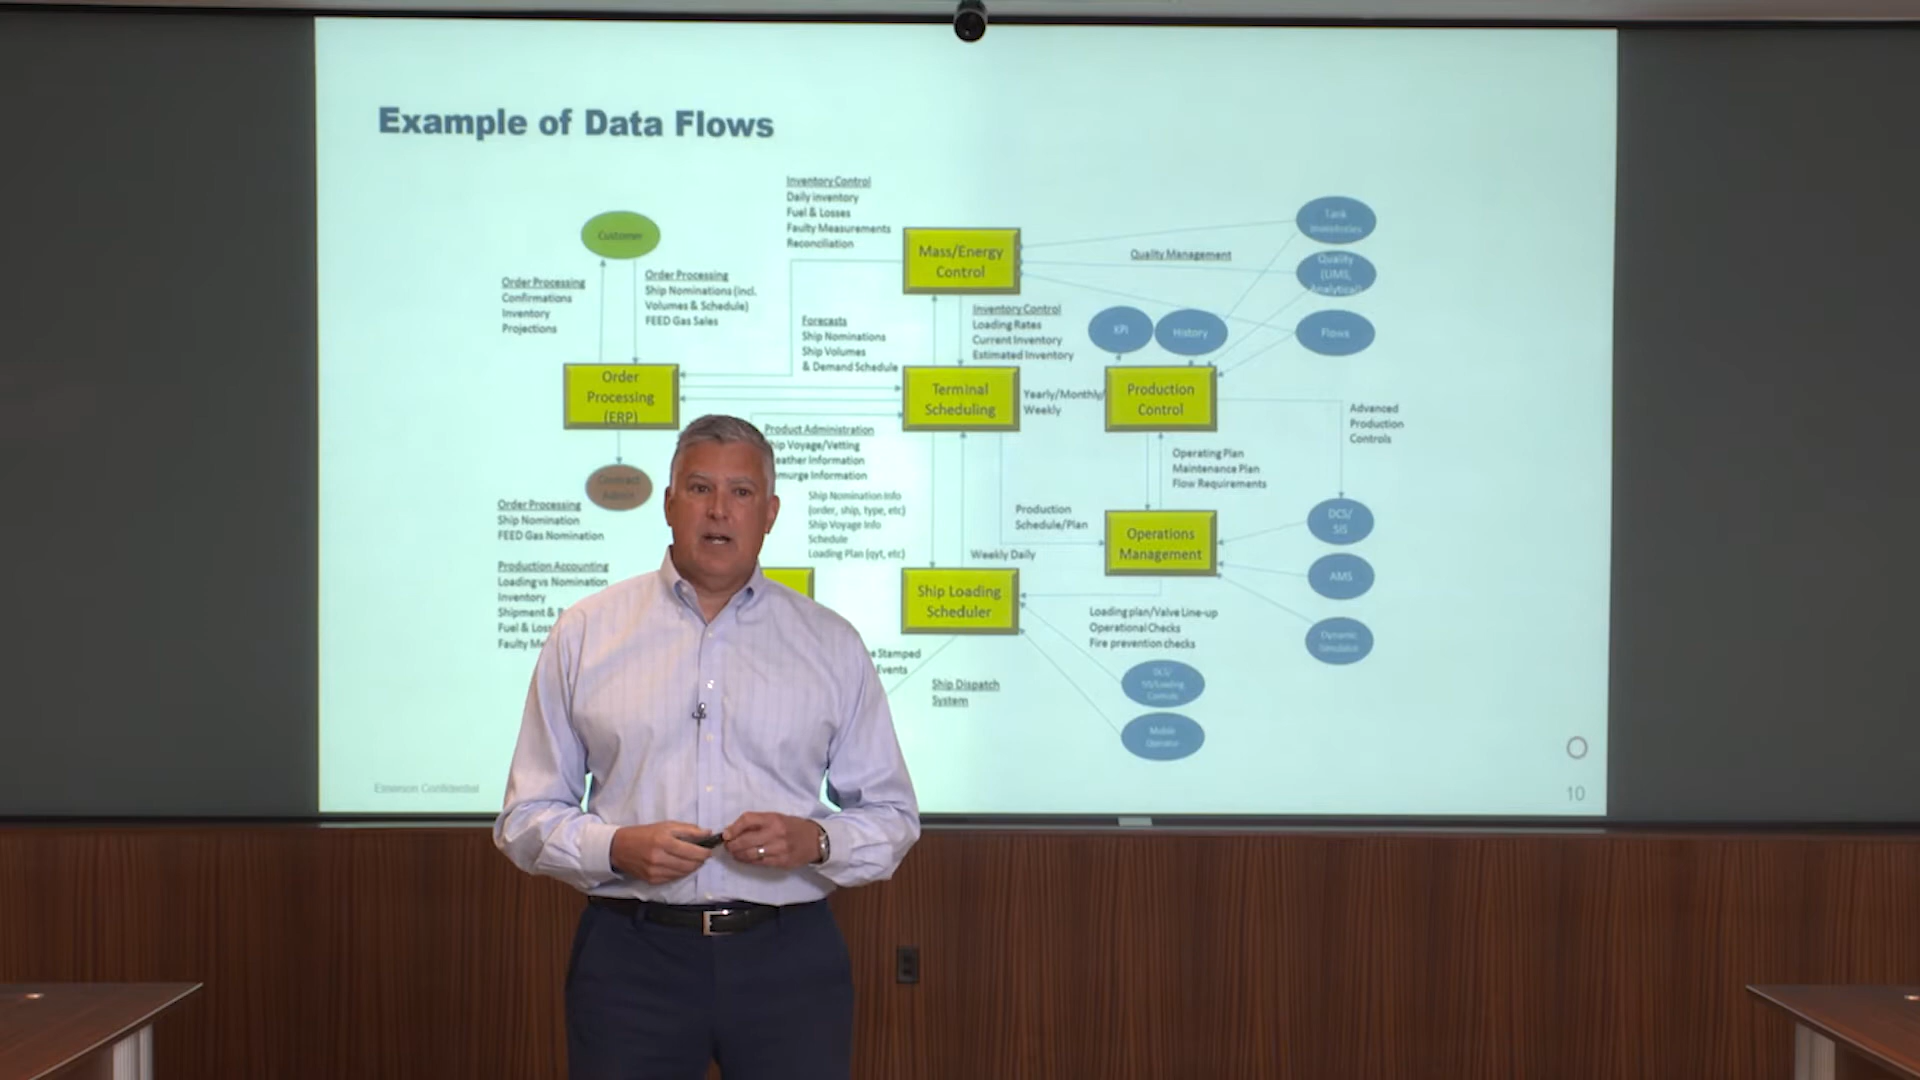 Example of Data Flows
Inventory Control
Daily inventory
Fuel & Losses
Faulty Measurements
Reconciliation
Customer
Mass/Energy
Control
Quality Management
Tank
Inventories
Quality
(LIMS,
Analytical)
Order Processing
Confirmations
Inventory
Projections
Order Processing
Ship Nominations (incl.
Volumes & Schedule)
FEED Gas Sales
Forecasts
Ship Nominations
Ship Volumes
& Demand Schedule
Inventory Control
Loading Rates
Current Inventory
Estimated Inventory
KPI
History
Flows
Order
Processing
(ERP)
Terminal
Scheduling
Yearly/Monthly/
Weekly
Production
Control
Advanced
Production
Controls
Product Administration
hip Voyage/Vetting
eather Information
murge Information
Operating Plan
Maintenance Plan
Flow Requirements
Contract
Admin
Order Processing
Ship Nomination
FEED Gas Nomination
Ship Nomination Info
(order, ship, type, etc)
Ship Voyage Info
Schedule
Loading Plan (qyt, etc)
Production
Schedule/Plan
Weekly Daily
Operations
Management
DCS/
SIS
AMS
Production Accounting
Loading vs Nomination
Inventory
Shipment &
Fuel & Loss
Faulty Me
Ship Loading
Scheduler
Loading plan/Valve Line-up
Operational Checks
Fire prevention checks
Dynamic
Simulator
e Stamped
Events
Ship Dispatch
System
DCS/
SIS/Loading
Controls
Mobile
Operator
Emerson Confidential
10